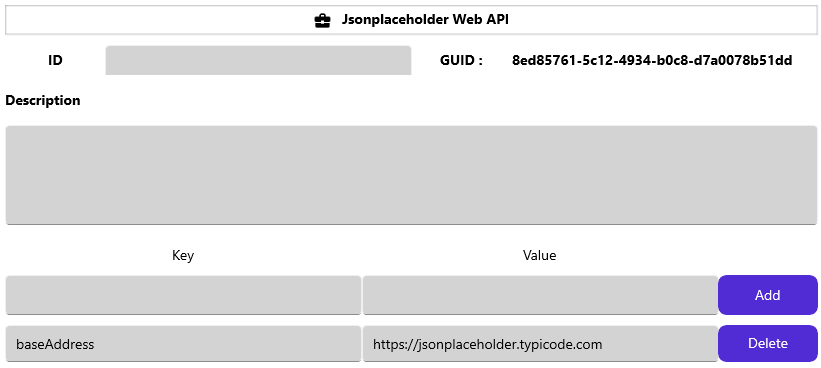 Jsonplaceholder Web API
ID GUID : 8ed85761-5c12-4934-b0c8-d7a0078b51dd
Description
Key Value
Add
baseAddress https://jsonplaceholder.typicode.com Delete